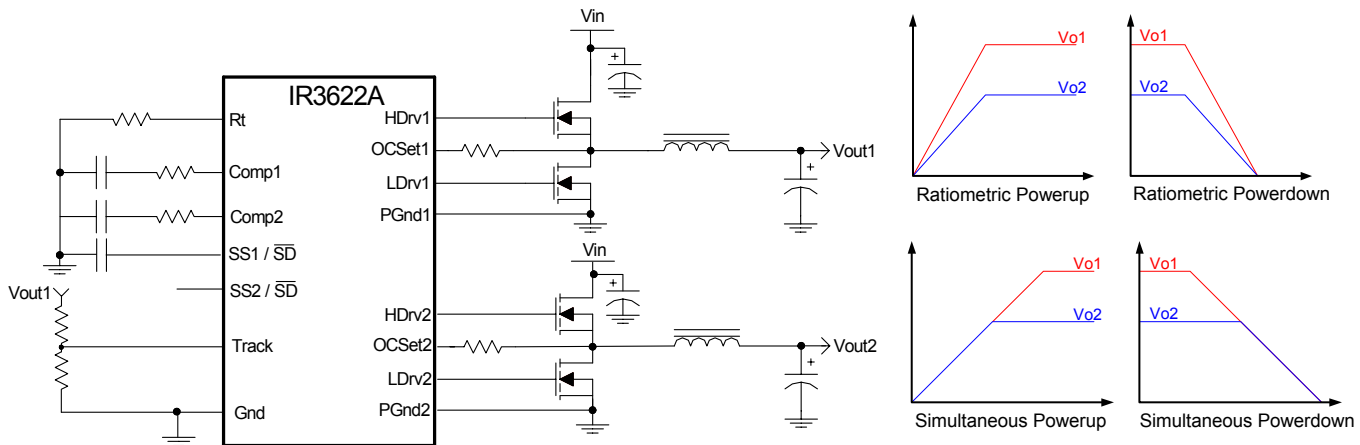 Vin
IR3622A
Rt
HDrv1
OCSet1
Vout1
Comp1
LDrv1
Comp2
PGnd1
SS1 / SD
Vin
Vout1
SS2 / SD
HDrv2
Track
OCSet2
Vout2
LDrv2
Gnd
PGnd2
Vo1
Vo2
Ratiometric Powerup
Vo1
Vo2
Ratiometric Powerdown
Vo1
Vo2
Simultaneous Powerup
Vo1
Vo2
Simultaneous Powerdown